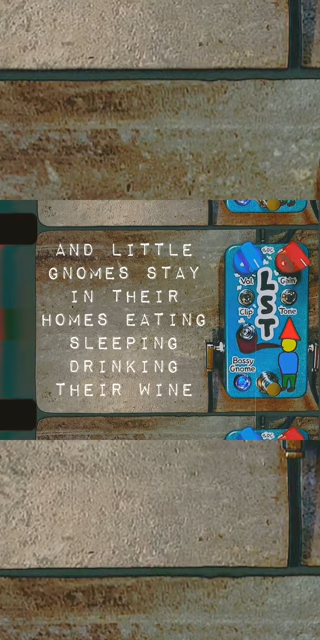 AND LITTLE
GNOMES STAY
IN THEIR
HOMES EATING
SLEEPING
DRINKING
THEIR WINE
Vol
Gain
LST
Clip
Tone
Bossy
Gnome